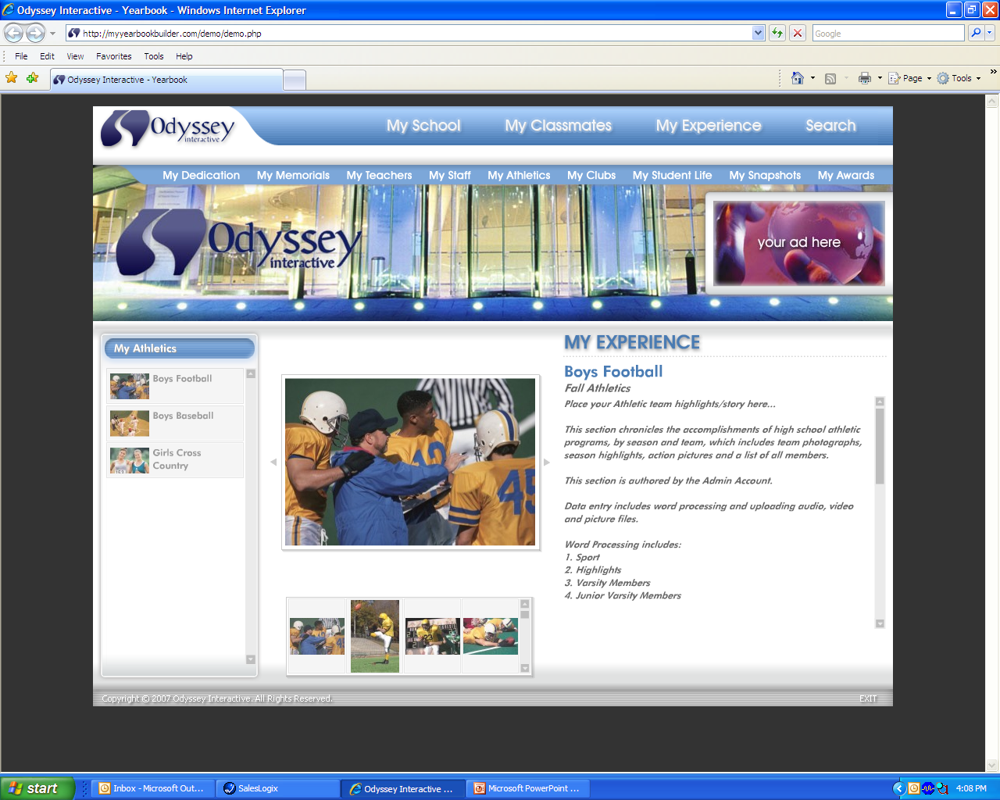 Odyssey Interactive - Yearbook - Windows Internet Explorer
http://myyearbookbuilder.com/demo/demo.php
Google
File Edit View Favorites Tools Help
Odyssey Interactive - Yearbook
Page Tools
Odyssey
interactive
My School My Classmates My Experience Search
My Dedication My Memorials My Teachers My Staff My Athletics My Clubs My Student Life My Snapshots My Awards
Odyssey
interactive
your ad here
My Athletics
Boys Football
Boys Baseball
Girls Cross
Country
45
MY EXPERIENCE
Boys Football
Fall Athletics
Place your Athletic team highlights/story here...
This section chronicles the accomplishments of high school athletic
programs, by season and team, which includes team photographs,
season highlights, action pictures and a list of all members.
This section is authored by the Admin Account.
Data entry includes word processing and uploading audio, video
and picture files.
Word Processing includes:
1. Sport
2. Highlights
3. Varsity Members
4. Junior Varsity Members
Copyright © 2007 Odyssey Interactive. All Rights Reserved.
EXIT
start
Inbox - Microsoft Out...
SalesLogix
Odyssey Interactive ...
Microsoft PowerPoint ...
4:08 PM